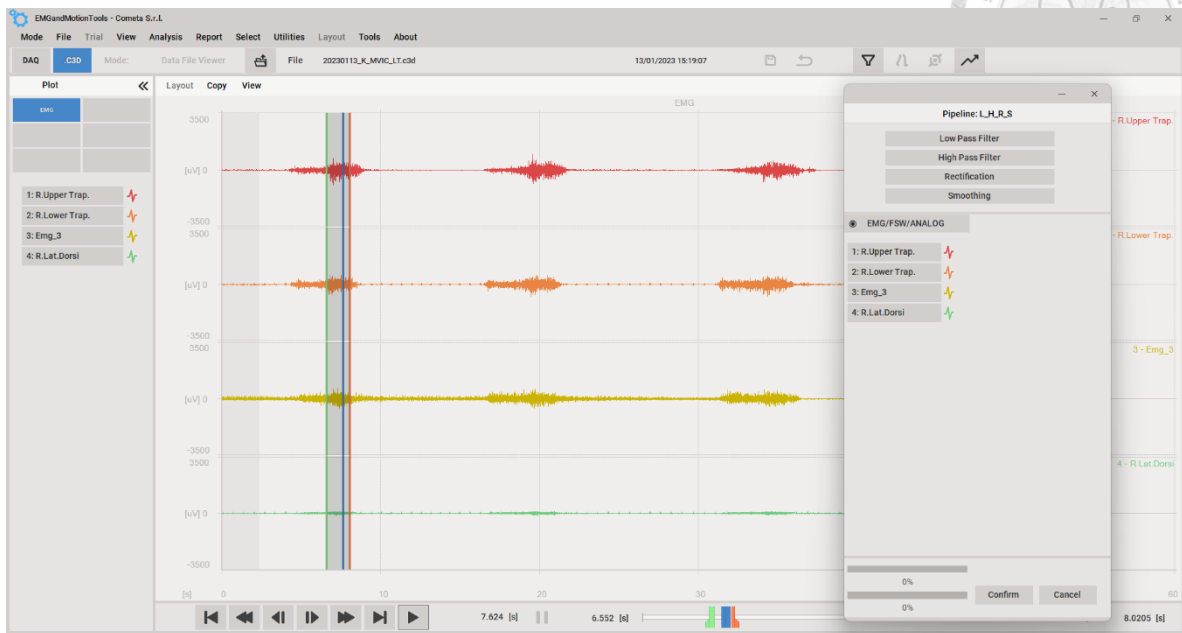 EMGandMotionTools - Cometa S.r.l.
Mode File Trial View Analysis Report Select Utilities Layout Tools About
DAQ .C3D Mode: Data File Viewer File 20230113_K_MVIC_LT.c3d 13/01/2023 15:19:07
Plot
Layout Copy View
EMG
EMG
1: R.Upper Trap.
2: R.Lower Trap.
3: Emg_3
4: R.Lat.Dorsi
3500
[uV] 0
-3500
3500
[uV] 0
-3500
3500
[uV] 0
-3500
3500
[uV] 0
-3500
[s] 0 10 20 30 60
- R.Upper Trap.
- R.Lower Trap.
3 - Emg_3
4 - R.Lat.Dorsi
Pipeline: L_H_R_S
Low Pass Filter
High Pass Filter
Rectification
Smoothing
EMG/FSW/ANALOG
1: R.Upper Trap.
2: R.Lower Trap.
3: Emg_3
4: R.Lat.Dorsi
0%
0%
Confirm Cancel
7.624 [s] 6.552 [s] 8.0205 [s]